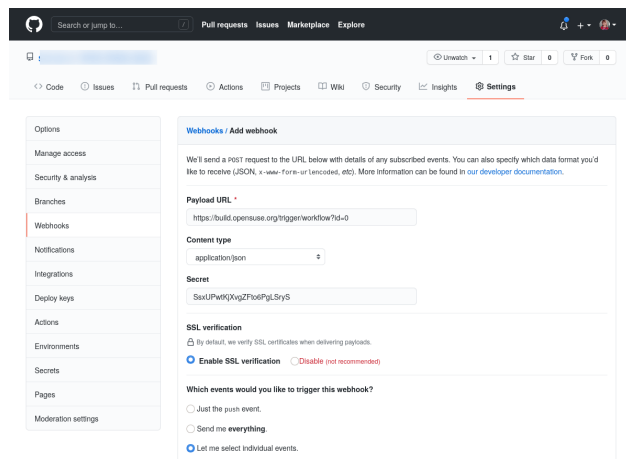 Search or jump to...
/
Pull requests Issues Marketplace Explore
Unwatch 1 Star 0 Fork 0
Code Issues Pull requests Actions Projects Wiki Security Insights Settings
Options
Manage access
Security & analysis
Branches
Webhooks
Notifications
Integrations
Deploy keys
Actions
Environments
Secrets
Pages
Moderation settings
Webhooks / Add webhook
We'll send a POST request to the URL below with details of any subscribed events. You can also specify which data format you'd
like to receive (JSON, x-www-form-urlencoded, etc). More information can be found in our developer documentation.
Payload URL *
https://build.opensuse.org/trigger/workflow?id=0
Content type
application/json
Secret
SsxUPwtKjXvgZFto6PgLSryS
SSL verification
By default, we verify SSL certificates when delivering payloads.
Enable SSL verification Disable (not recommended)
Which events would you like to trigger this webhook?
Just the push event.
Send me everything.
Let me select individual events.